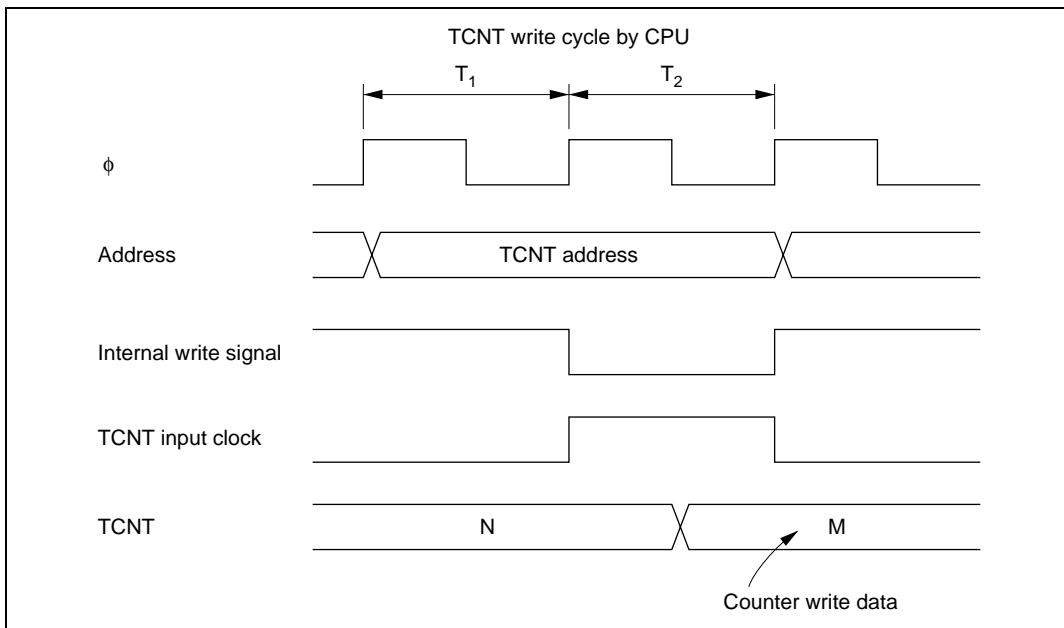 TCNT write cycle by CPU
T1 T2
ϕ
Address TCNT address
Internal write signal
TCNT input clock
TCNT N M
Counter write data